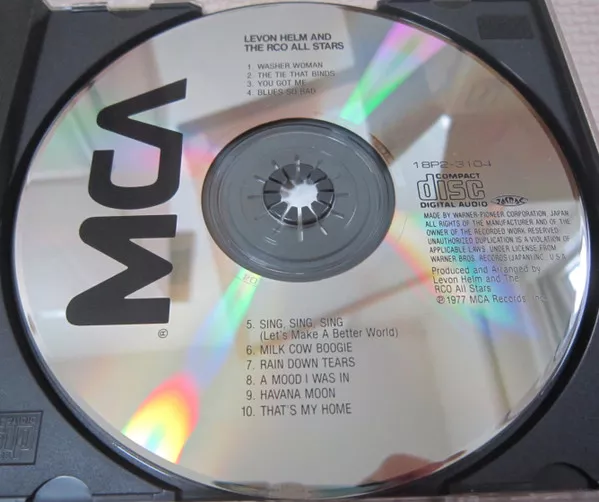 LEVON HELM AND
THE RCO ALL STARS
1. WASHER WOMAN
2. THE TIE THAT BINDS
3. YOU GOT ME
4. BLUES SO BAD
MCA
®
18P2-3104
COMPACT
disc
DIGITAL AUDIO
JASRAC
MADE BY WARNER-PIONEER CORPORATION, JAPAN
ALL RIGHTS OF THE MANUFACTURER AND OF THE
OWNER OF THE RECORDED WORK RESERVED
UNAUTHORIZED DUPLICATION IS A VIOLATION OF
APPLICABLE LAWS. UNDER LICENSE FROM
WARNER BROS. RECORDS (JAPAN) INC. U.S.A
Produced and Arranged by
Levon Helm and The
RCO All Stars
℗1977 MCA Records, Inc.
5. SING, SING, SING
(Let's Make A Better World)
6. MILK COW BOOGIE
7. RAIN DOWN TEARS
8. A MOOD I WAS IN
9. HAVANA MOON
10. THAT'S MY HOME